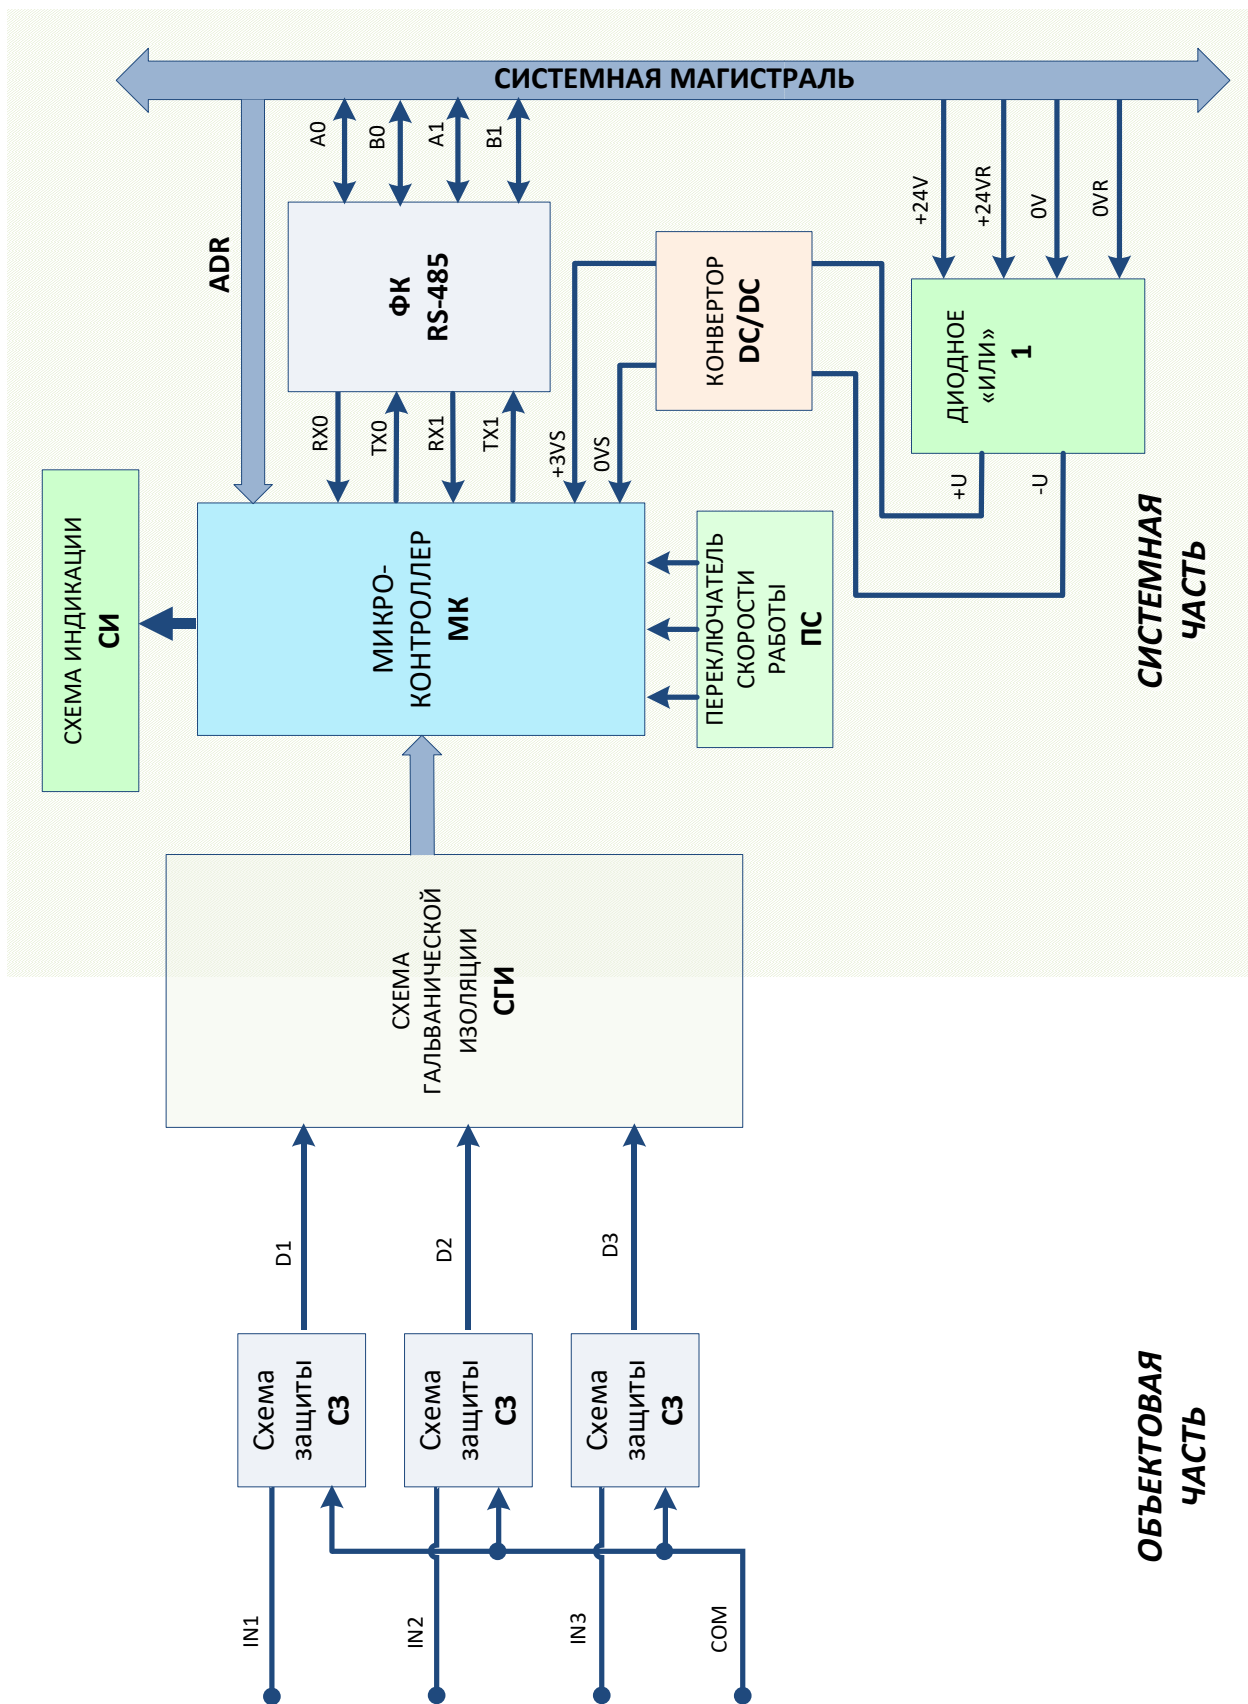 СИСТЕМНАЯ МАГИСТРАЛЬ
ADR
A0
B0
A1
B1
+24V
+24VR
0V
0VR
ФК
RS-485
КОНВЕРТОР
DC/DC
ДИОДНОЕ
«ИЛИ»
1
RX0
TX0
RX1
TX1
+3VS
0VS
+U
-U
СХЕМА ИНДИКАЦИИ
СИ
МИКРО-
КОНТРОЛЛЕР
МК
ПЕРЕКЛЮЧАТЕЛЬ
СКОРОСТИ
РАБОТЫ
ПС
СИСТЕМНАЯ
ЧАСТЬ
СХЕМА
ГАЛЬВАНИЧЕСКОЙ
ИЗОЛЯЦИИ
СГИ
D1
D2
D3
Схема
защиты
СЗ
Схема
защиты
СЗ
Схема
защиты
СЗ
IN1
IN2
IN3
COM
ОБЪЕКТОВАЯ
ЧАСТЬ